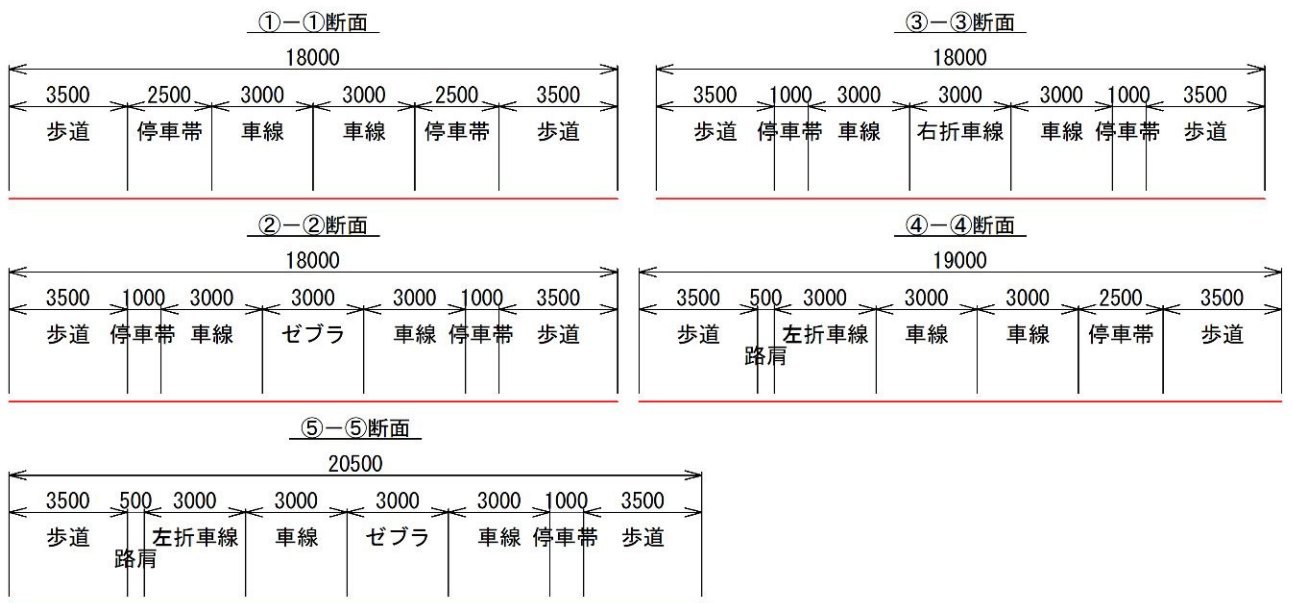 ①－①断面
18000
3500 2500 3000 3000 2500 3500
歩道 停車帯 車線 車線 停車帯 歩道
③－③断面
18000
3500 1000 3000 3000 3000 1000 3500
歩道 停車帯 車線 右折車線 車線 停車帯 歩道
②－②断面
18000
3500 1000 3000 3000 3000 1000 3500
歩道 停車帯 車線 ゼブラ 車線 停車帯 歩道
④－④断面
19000
3500 500 3000 3000 3000 2500 3500
歩道 左折車線 車線 車線 停車帯 歩道
路肩
⑤－⑤断面
20500
3500 500 3000 3000 3000 3000 1000 3500
歩道 左折車線 車線 ゼブラ 車線 停車帯 歩道
路肩